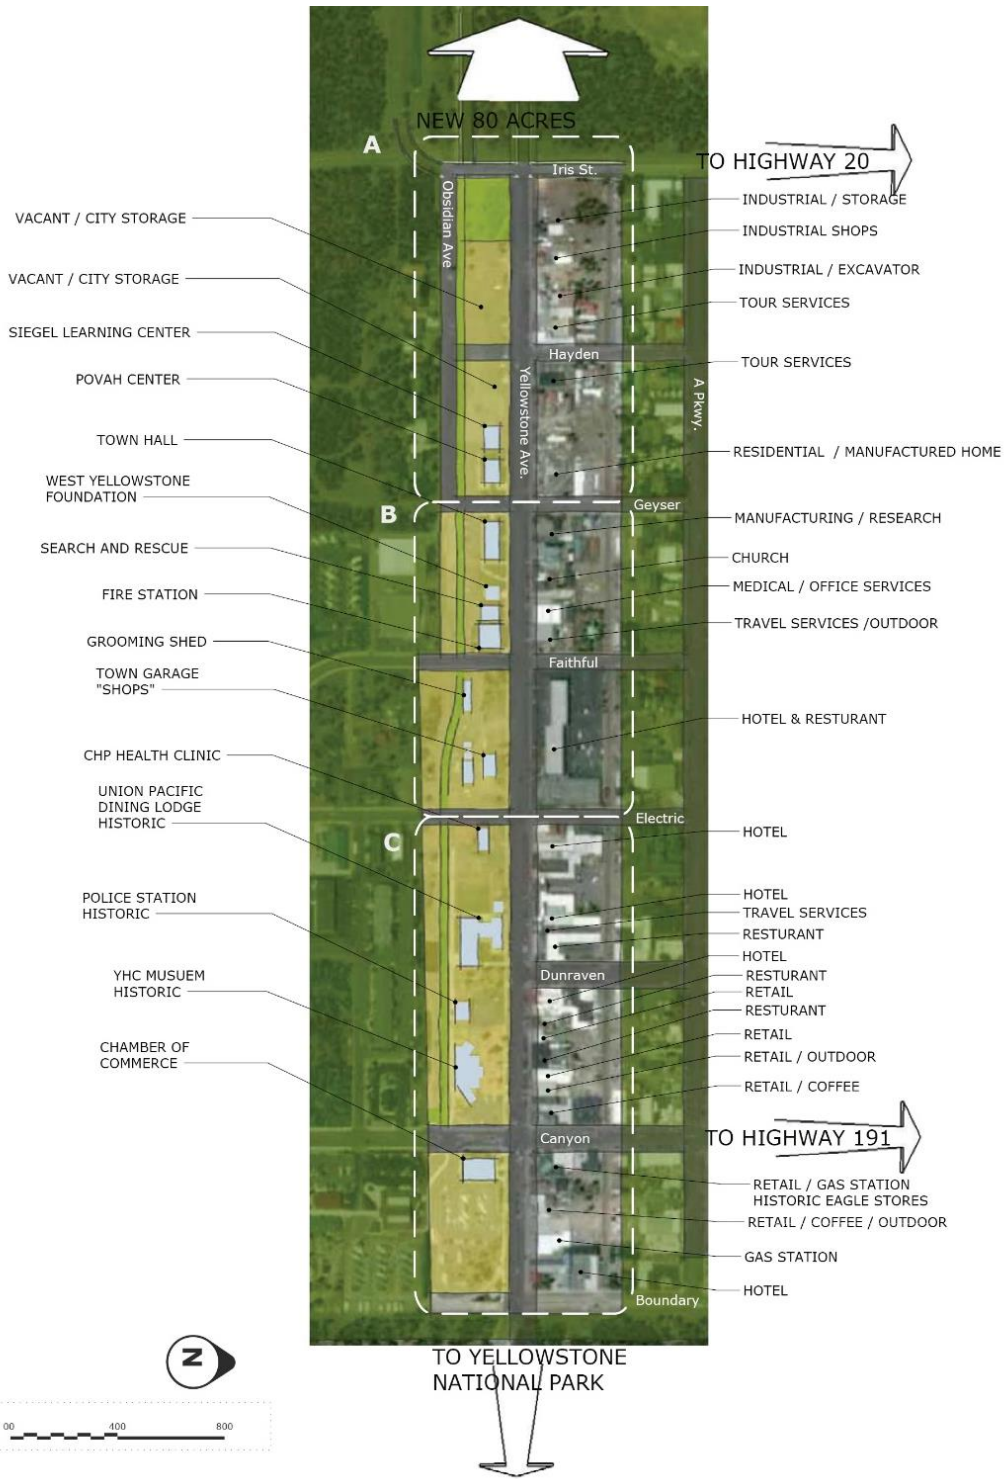 NEW 80 ACRES
A
TO HIGHWAY 20
Iris St.
Obsidian Ave
VACANT / CITY STORAGE
VACANT / CITY STORAGE
SIEGEL LEARNING CENTER
POVAH CENTER
TOWN HALL
WEST YELLOWSTONE
FOUNDATION
SEARCH AND RESCUE
FIRE STATION
GROOMING SHED
TOWN GARAGE
"SHOPS"
CHP HEALTH CLINIC
UNION PACIFIC
DINING LODGE
HISTORIC
POLICE STATION
HISTORIC
YHC MUSUEM
HISTORIC
CHAMBER OF
COMMERCE
INDUSTRIAL / STORAGE
INDUSTRIAL SHOPS
INDUSTRIAL / EXCAVATOR
TOUR SERVICES
Hayden
TOUR SERVICES
Yellowstone Ave.
A Pkwy.
RESIDENTIAL / MANUFACTURED HOME
Geyser
B
MANUFACTURING / RESEARCH
CHURCH
MEDICAL / OFFICE SERVICES
TRAVEL SERVICES /OUTDOOR
Faithful
HOTEL & RESTURANT
Electric
C
HOTEL
HOTEL
TRAVEL SERVICES
RESTURANT
HOTEL
Dunraven
RESTURANT
RETAIL
RESTURANT
RETAIL
RETAIL / OUTDOOR
RETAIL / COFFEE
Canyon
TO HIGHWAY 191
RETAIL / GAS STATION
HISTORIC EAGLE STORES
RETAIL / COFFEE / OUTDOOR
GAS STATION
HOTEL
Boundary
TO YELLOWSTONE
NATIONAL PARK
N
00 400 800